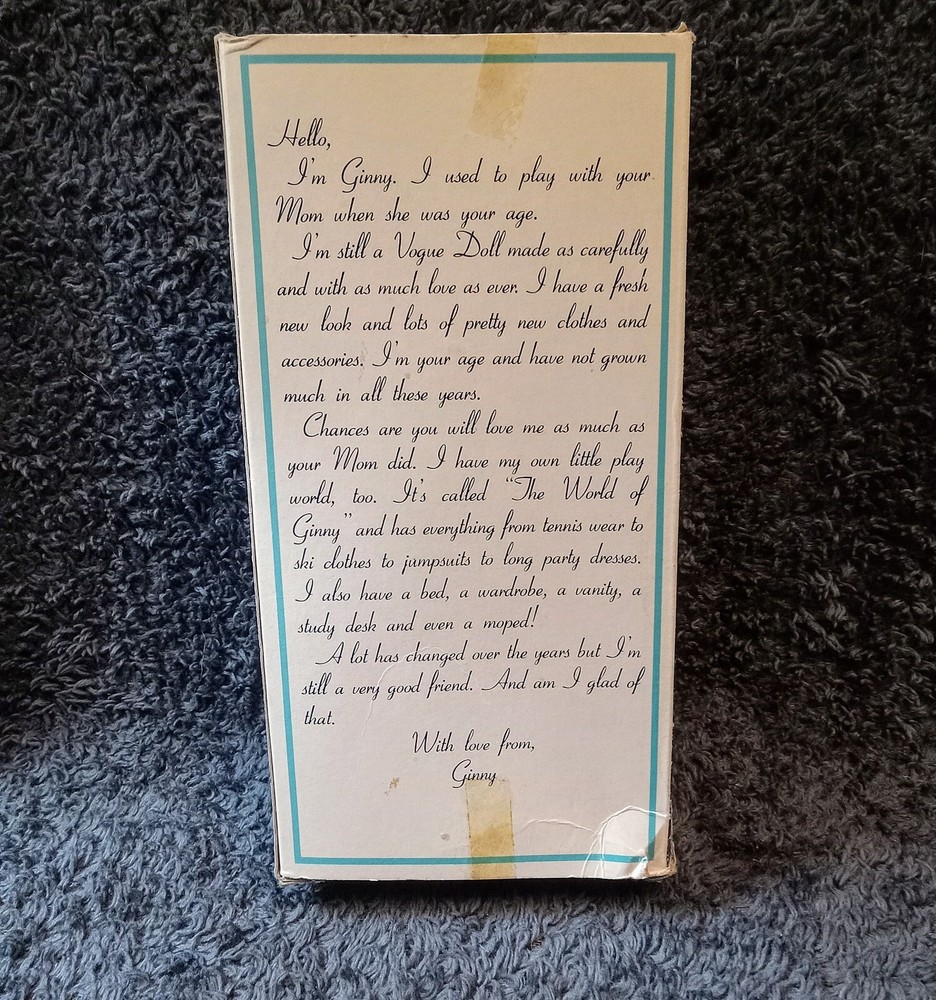 Hello,
I'm Ginny. I used to play with your
Mom when she was your age.
I'm still a Vogue Doll made as carefully
and with as much love as ever. I have a fresh
new look and lots of pretty new clothes and
accessories. I'm your age and have not grown
much in all these years.
Chances are you will love me as much as
your Mom did. I have my own little play
world, too. It's called "The World of
Ginny" and has everything from tennis wear to
ski clothes to jumpsuits to long party dresses.
I also have a bed, a wardrobe, a vanity, a
study desk and even a moped!
A lot has changed over the years but I'm
still a very good friend. And am I glad of
that.
With love from,
Ginny